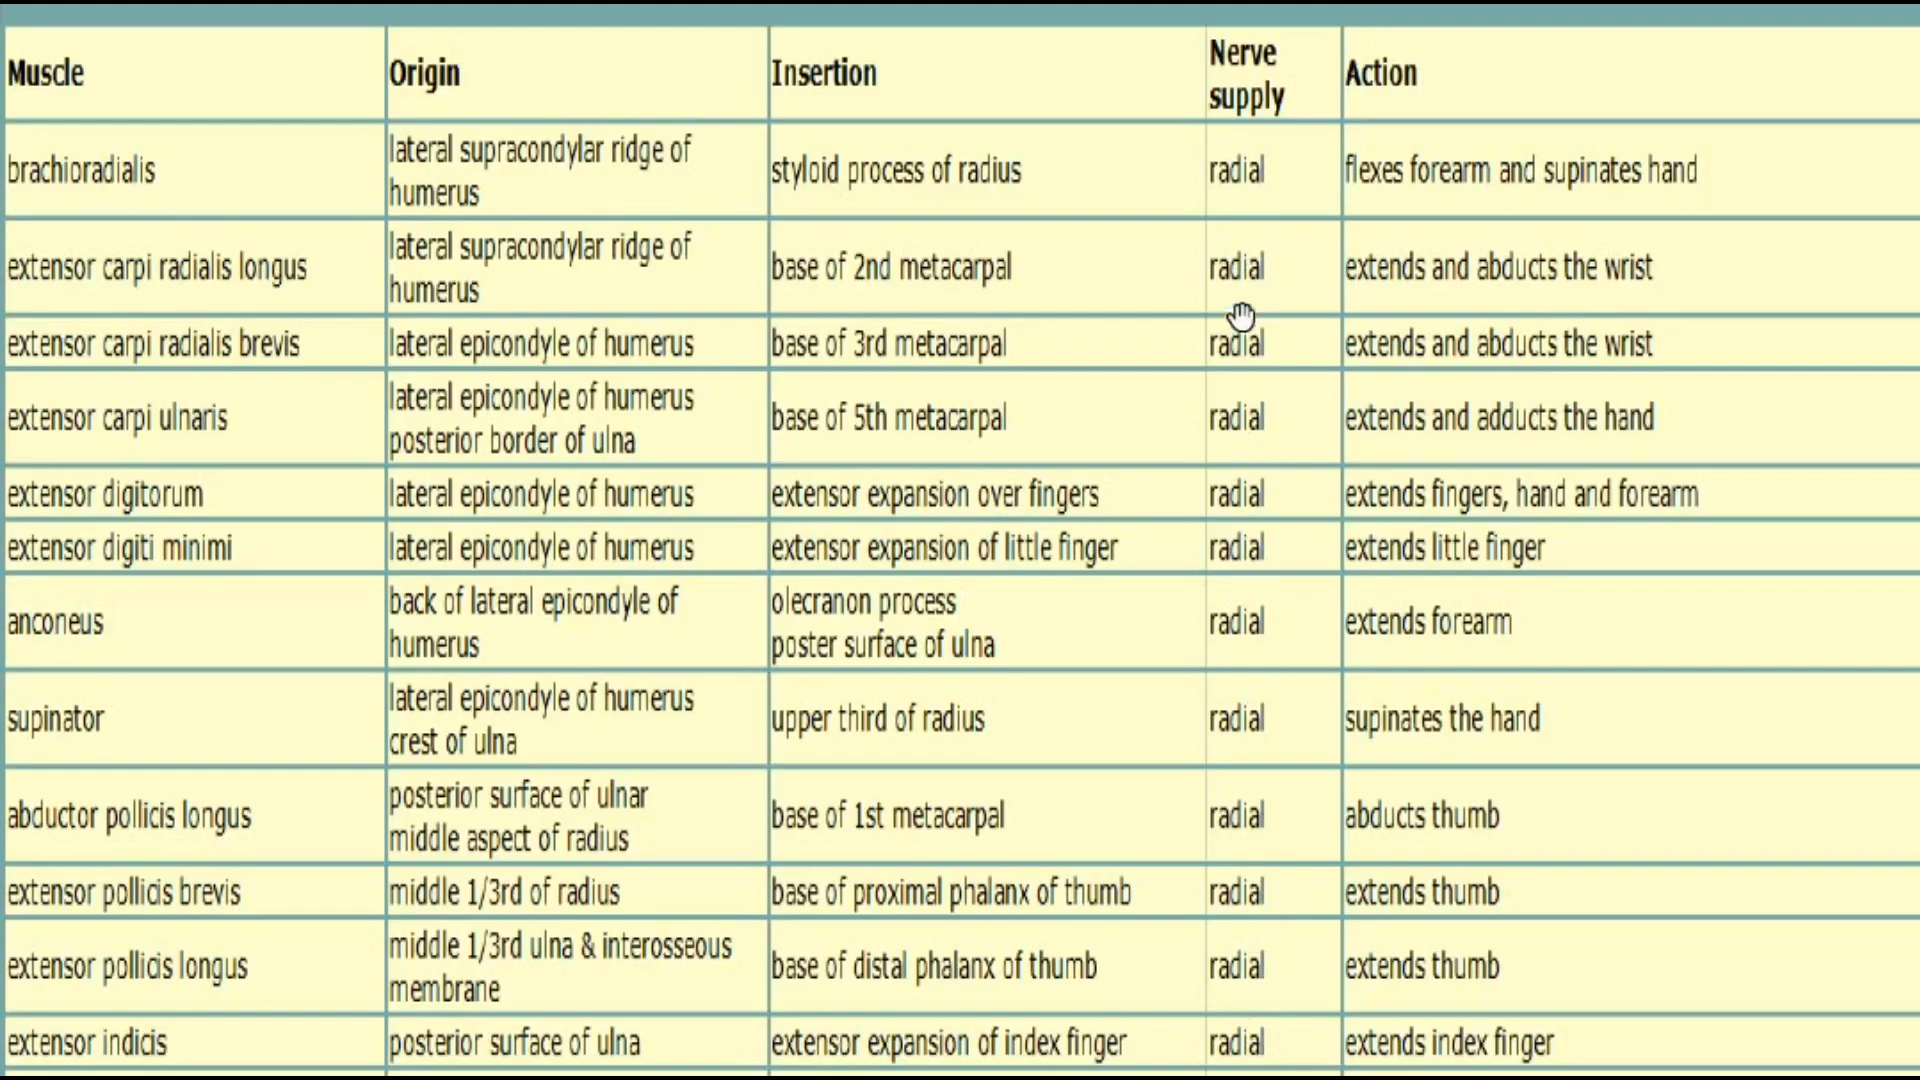 Muscle Origin Insertion Nerve supply Action
brachioradialis lateral supracondylar ridge of humerus styloid process of radius radial flexes forearm and supinates hand
extensor carpi radialis longus lateral supracondylar ridge of humerus base of 2nd metacarpal radial extends and abducts the wrist
extensor carpi radialis brevis lateral epicondyle of humerus base of 3rd metacarpal radial extends and abducts the wrist
extensor carpi ulnaris lateral epicondyle of humerus posterior border of ulna base of 5th metacarpal radial extends and adducts the hand
extensor digitorum lateral epicondyle of humerus extensor expansion over fingers radial extends fingers, hand and forearm
extensor digiti minimi lateral epicondyle of humerus extensor expansion of little finger radial extends little finger
anconeus back of lateral epicondyle of humerus olecranon process poster surface of ulna radial extends forearm
supinator lateral epicondyle of humerus crest of ulna upper third of radius radial supinates the hand
abductor pollicis longus posterior surface of ulnar middle aspect of radius base of 1st metacarpal radial abducts thumb
extensor pollicis brevis middle 1/3rd of radius base of proximal phalanx of thumb radial extends thumb
extensor pollicis longus middle 1/3rd ulna & interosseous membrane base of distal phalanx of thumb radial extends thumb
extensor indicis posterior surface of ulna extensor expansion of index finger radial extends index finger